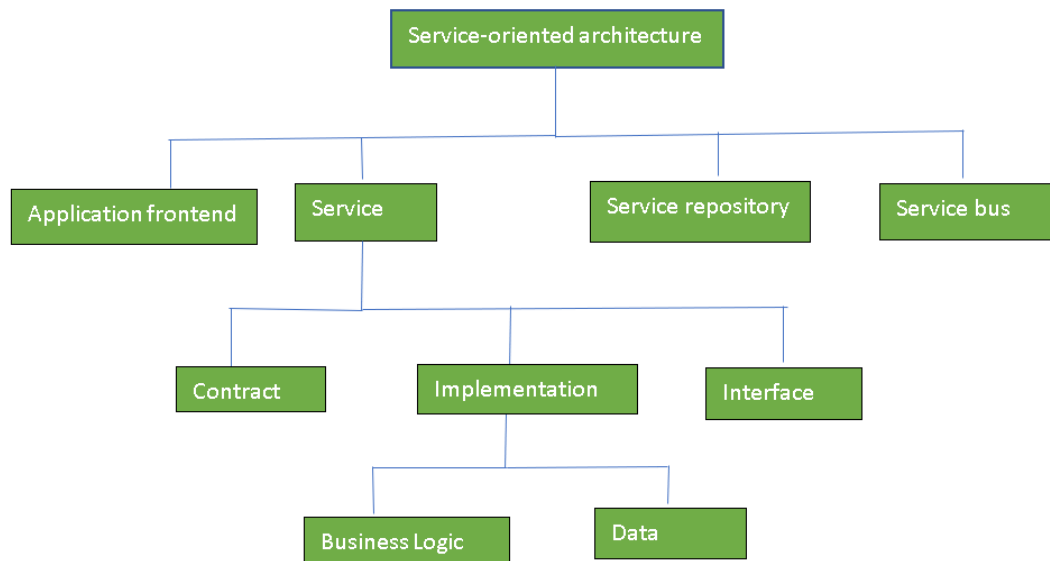 Service-oriented architecture
Application frontend
Service
Service repository
Service bus
Contract
Implementation
Interface
Business Logic
Data